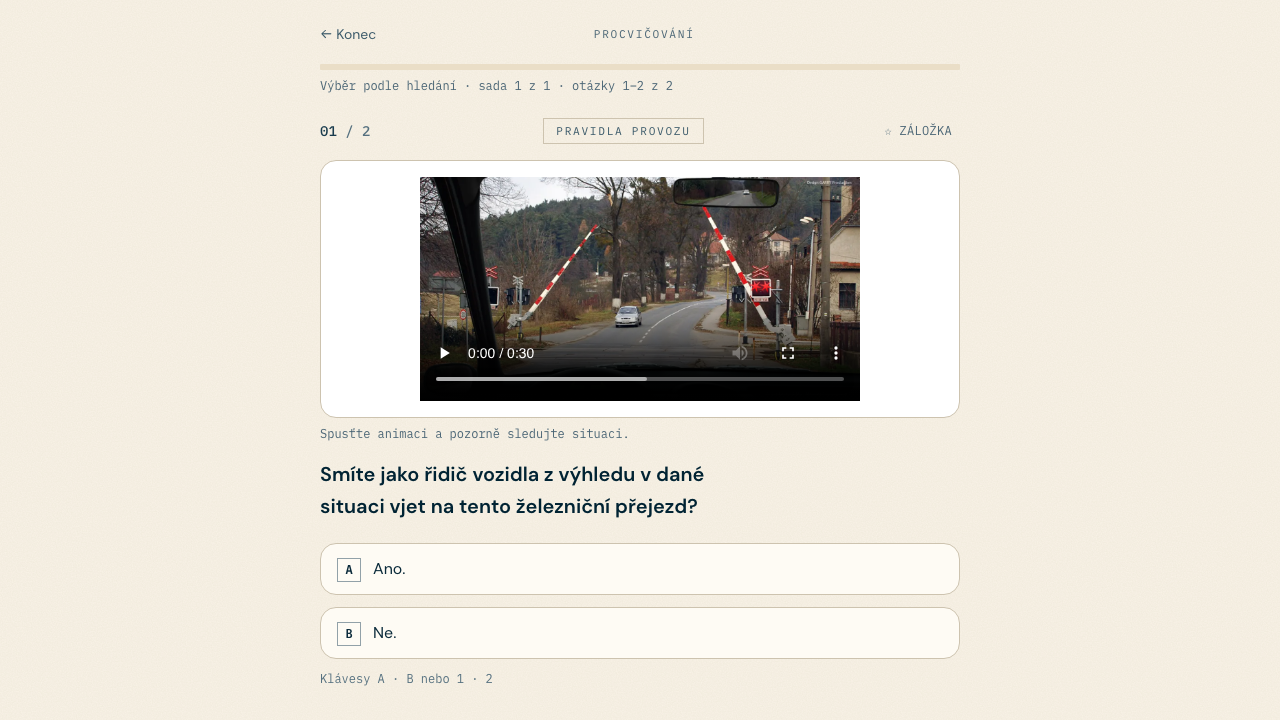 ← Konec
PROCVIČOVÁNÍ
Výběr podle hledání · sada 1 z 1 · otázky 1–2 z 2
01 / 2
PRAVIDLA PROVOZU
☆ ZÁLOŽKA
0:00 / 0:30
Spusťte animaci a pozorně sledujte situaci.
Smíte jako řidič vozidla z výhledu v dané
situaci vjet na tento železniční přejezd?
A Ano.
B Ne.
Klávesy A · B nebo 1 · 2